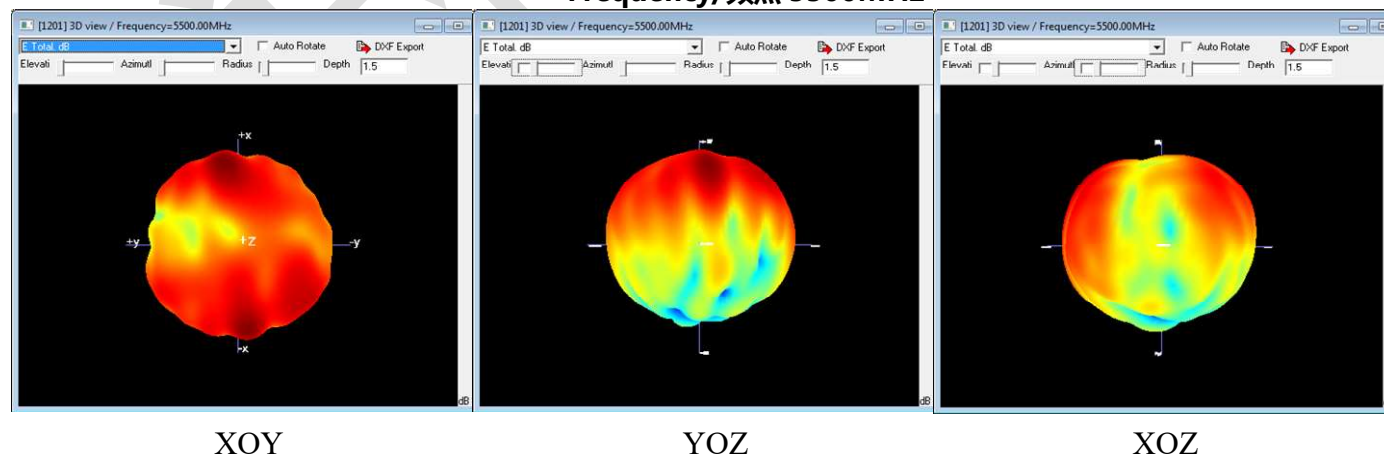 Frequency/频点 5500MHz
[1201] 3D view / Frequency=5500.00MHz
E Total. dB
Auto Rotate
DXF Export
Elevati
Azimutl
Radius
Depth
1.5
+x
+y
+z
-y
-x
dB
XOY
[1201] 3D view / Frequency=5500.00MHz
E Total. dB
Auto Rotate
DXF Export
Elevati
Azimutl
Radius
Depth
1.5
dB
YOZ
[1201] 3D view / Frequency=5500.00MHz
E Total. dB
Auto Rotate
DXF Export
Elevati
Azimutl
Radius
Depth
1.5
XOZ